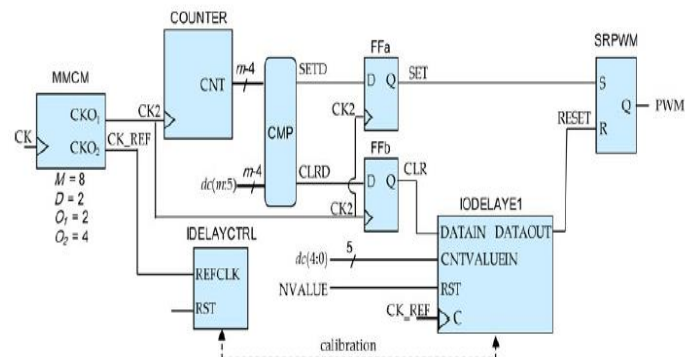 COUNTER
CNT
m-4
MMCM
CK
CKO1
CKO2
CK2
CK_REF
M = 8
D = 2
O1 = 2
O2 = 4
CMP
SETD
CLRD
dc(m:5)
m-4
FFa
D Q
CK2
SET
FFb
D Q
CK2
CLR
SRPWM
S
Q
R
PWM
RESET
IODELAYE1
DATAIN DATAOUT
CNTVALUEIN
RST
C
dc(4:0)
5
NVALUE
CK_REF
IDELAYCTRL
REFCLK
RST
calibration